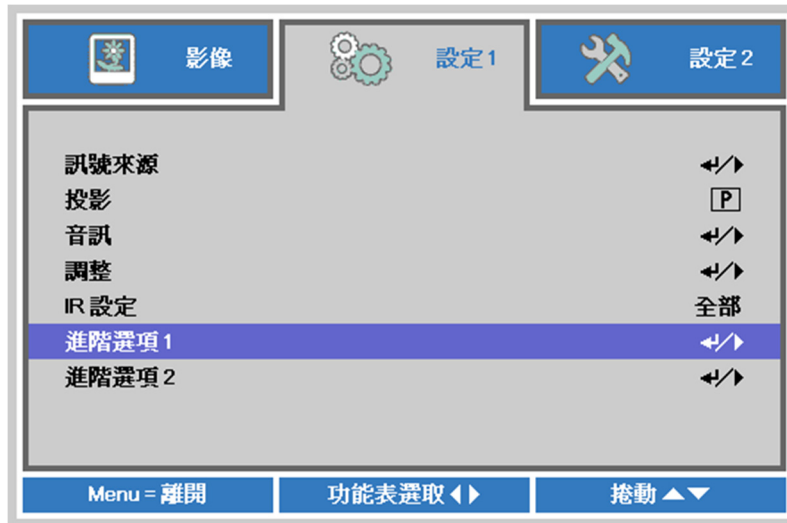 影像
設定1
設定2
訊號來源 ↵/▶
投影 P
音訊 ↵/▶
調整 ↵/▶
IR 設定 全部
進階選項1 ↵/▶
進階選項2 ↵/▶
Menu = 離開
功能表選取 ◀▶
捲動 ▲▼